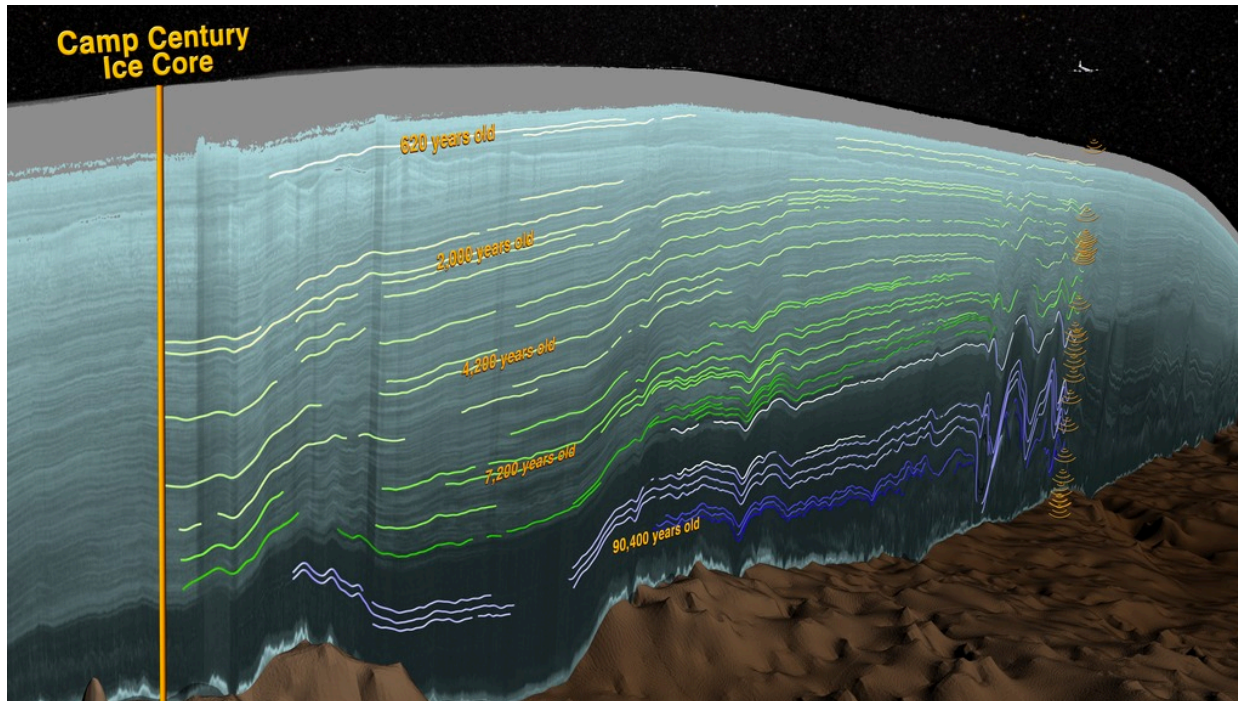 Camp Century
Ice Core
620 years old
2,000 years old
4,200 years old
7,200 years old
90,400 years old